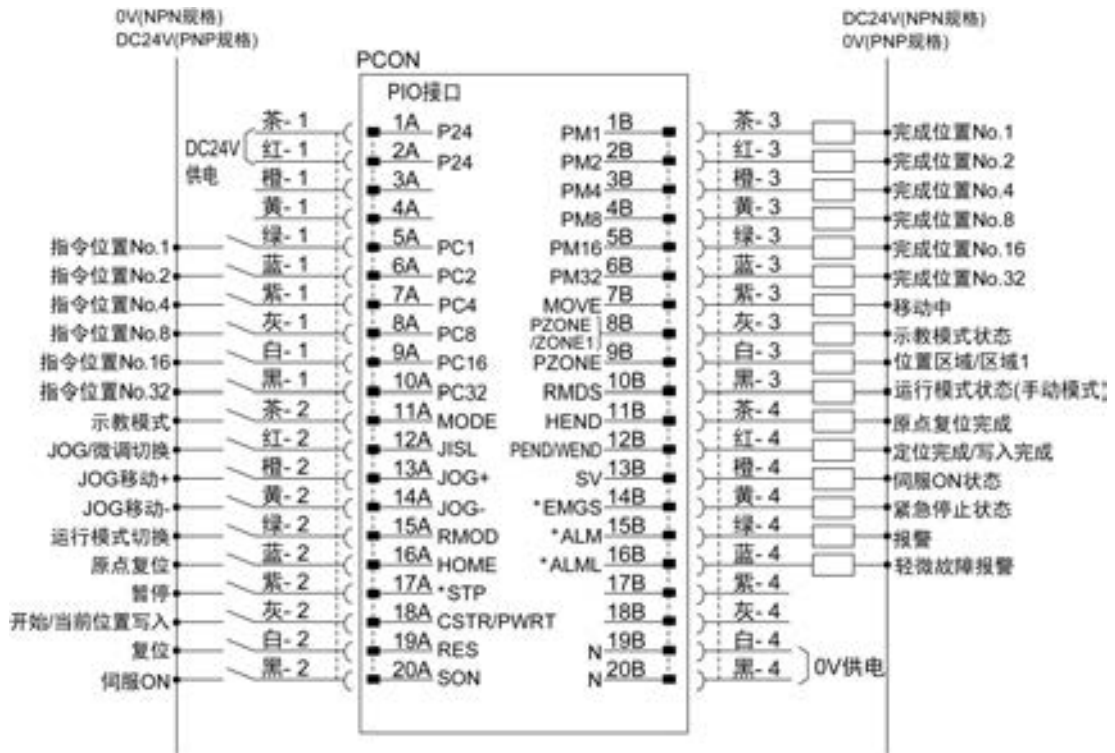 0V(NPN规格)
DC24V(PNP规格)
DC24V(NPN规格)
0V(PNP规格)
PCON
PIO接口
DC24V
供电
茶- 1 1A P24 PM1 1B 茶- 3 完成位置No.1
红- 1 2A P24 PM2 2B 红- 3 完成位置No.2
橙- 1 3A PM4 3B 橙- 3 完成位置No.4
黄- 1 4A PM8 4B 黄- 3 完成位置No.8
指令位置No.1 绿- 1 5A PC1 PM16 5B 绿- 3 完成位置No.16
指令位置No.2 蓝- 1 6A PC2 PM32 6B 蓝- 3 完成位置No.32
指令位置No.4 紫- 1 7A PC4 MOVE 7B 紫- 3 移动中
指令位置No.8 灰- 1 8A PC8 PZONE /ZONE1 8B 灰- 3 示教模式状态
指令位置No.16 白- 1 9A PC16 PZONE 9B 白- 3 位置区域/区域1
指令位置No.32 黑- 1 10A PC32 RMDS 10B 黑- 3 运行模式状态(手动模式)
示教模式 茶- 2 11A MODE HEND 11B 茶- 4 原点复位完成
JOG/微调切换 红- 2 12A JISL PEND/WEND 12B 红- 4 定位完成/写入完成
JOG移动+ 橙- 2 13A JOG+ SV 13B 橙- 4 伺服ON状态
JOG移动- 黄- 2 14A JOG- *EMGS 14B 黄- 4 紧急停止状态
运行模式切换 绿- 2 15A RMOD *ALM 15B 绿- 4 报警
原点复位 蓝- 2 16A HOME *ALML 16B 蓝- 4 轻微故障报警
暂停 紫- 2 17A *STP 17B 紫- 4
开始/当前位置写入 灰- 2 18A CSTR/PWRT 18B 灰- 4
复位 白- 2 19A RES N 19B 白- 4
伺服ON 黑- 2 20A SON N 20B 黑- 4
0V供电